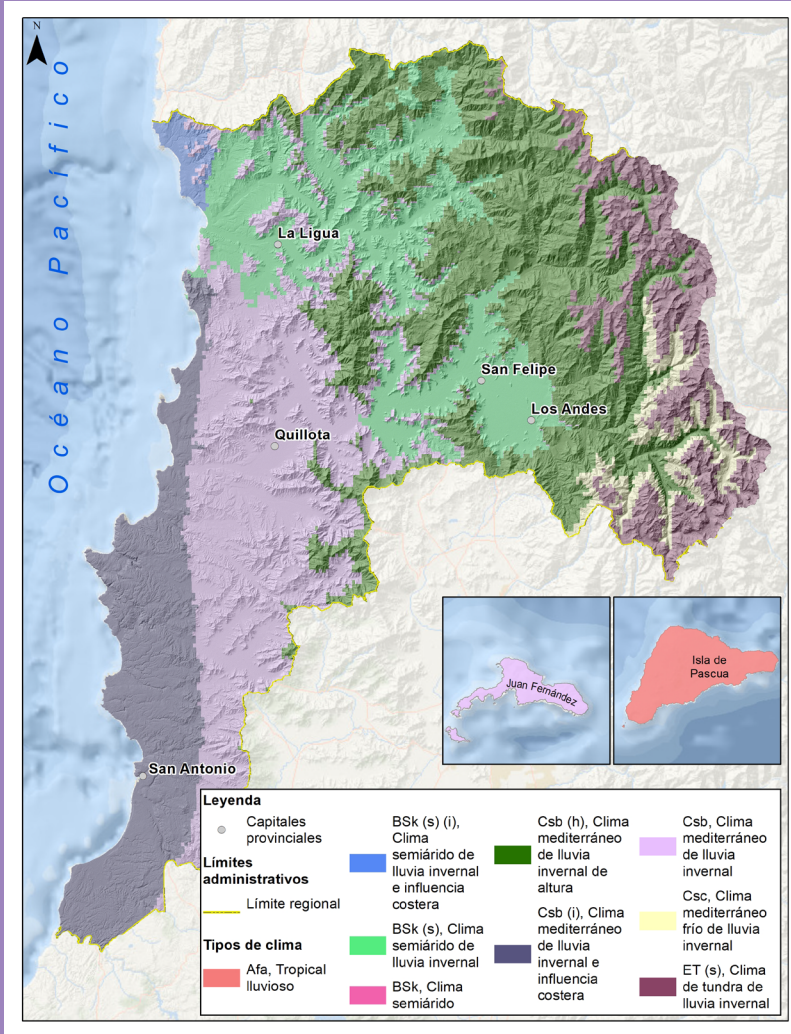 N
Océano Pacífico
La Ligua
San Felipe
Los Andes
Quillota
San Antonio
Juan Fernández
Isla de
Pascua
Leyenda
Capitales
provinciales
Límites
administrativos
Límite regional
Tipos de clima
Afa, Tropical
lluvioso
BSk (s) (i),
Clima
semiárido de
lluvia invernal
e influencia
costera
BSk (s), Clima
semiárido de
lluvia invernal
BSk, Clima
semiárido
Csb (h), Clima
mediterráneo
de lluvia
invernal de
altura
Csb (i), Clima
mediterráneo
de lluvia
invernal e
influencia
costera
Csb, Clima
mediterráneo
de lluvia
invernal
Csc, Clima
mediterráneo
frío de lluvia
invernal
ET (s), Clima
de tundra de
lluvia invernal